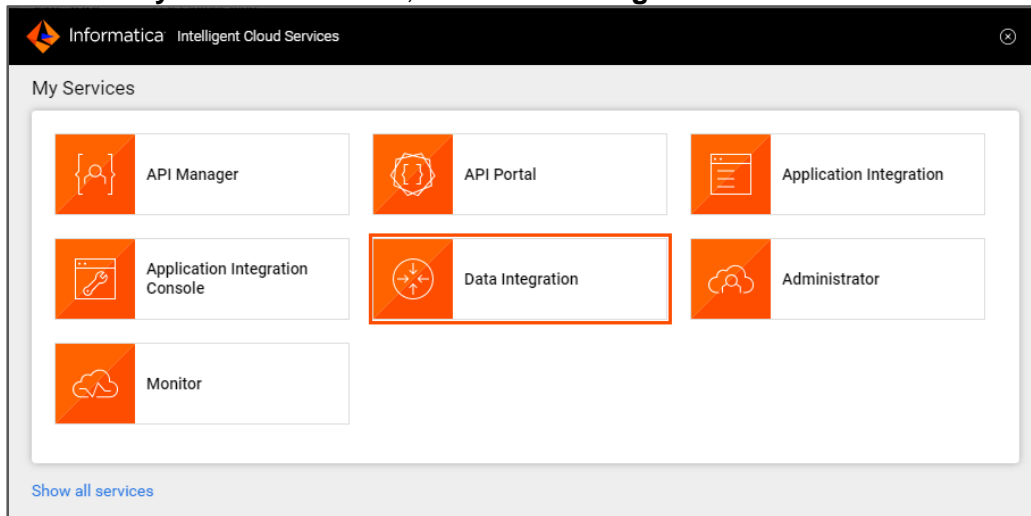 Informatica Intelligent Cloud Services
My Services
API Manager
API Portal
Application Integration
Application Integration
Console
Data Integration
Administrator
Monitor
Show all services